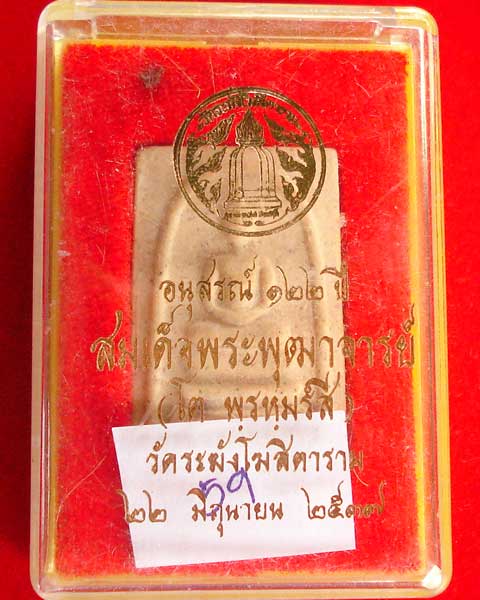 อนุสรณ์ ๑๒๒ ปี
สมเด็จพระพุฒาจารย์
(โต พฺรหฺมรํสี)
วัดระฆังโฆสิตาราม
59
๒๒ มิถุนายน ๒๕๓๗